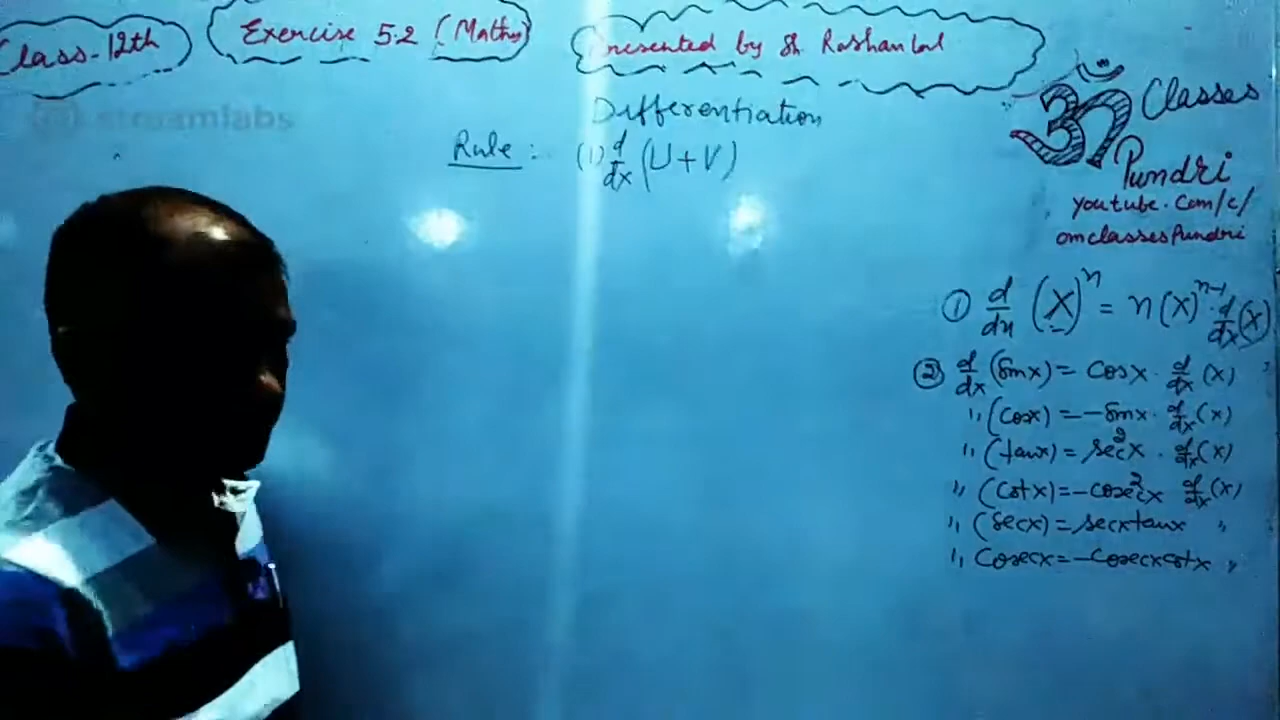 Class-12th
Exercise 5.2 (Maths)
Presented by Sh. Roshan Lal
streamlabs
Differentiation
Rule: (1) d/dx (U+V)
ॐ Classes
Pundri
youtube.com/c/
omclassesPundri
① d/dx (x)^n = n(x)^n-1 . d/dx (x)
② d/dx (sinx) = cosx . d/dx (x)
" (cosx) = -sinx . d/dx (x)
" (tanx) = sec²x . d/dx (x)
" (cotx) = -cosec²x d/dx (x)
" (secx) = secxtanx "
" Cosecx = -Cosecxcotx "